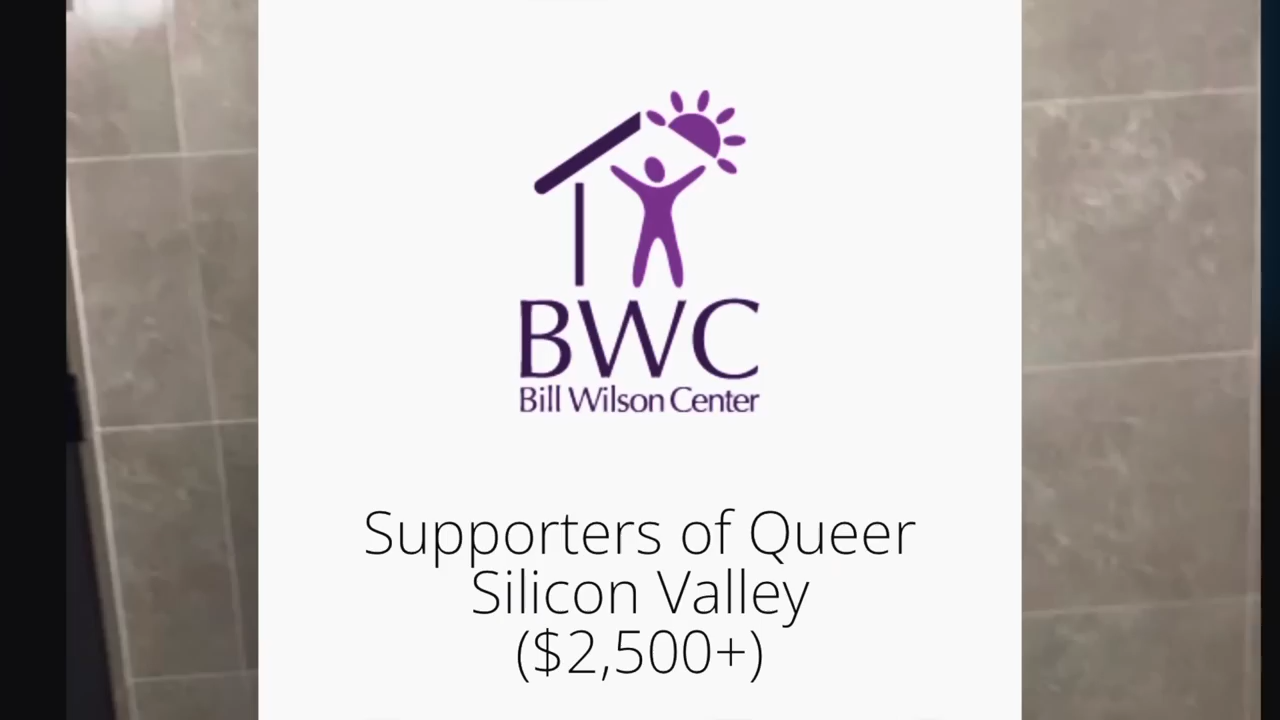 BWC
Bill Wilson Center
Supporters of Queer
Silicon Valley
($2,500+)